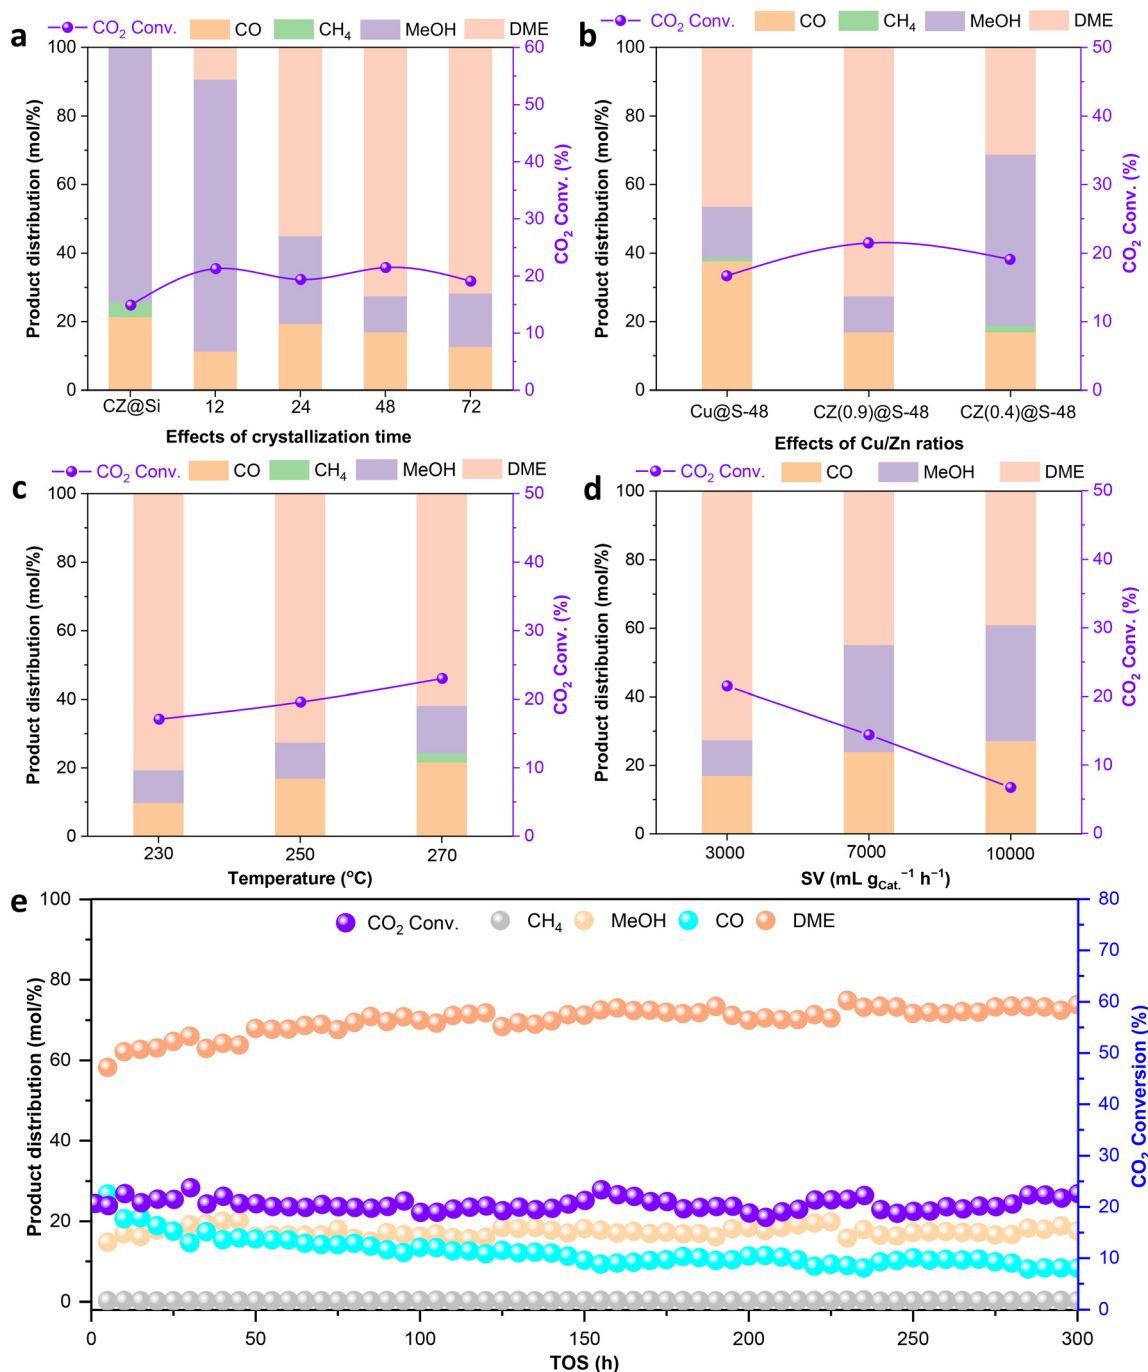 a
CO₂ Conv. CO CH₄ MeOH DME
100
80
60
40
20
0
Product distribution (mol/%)
60
50
40
30
20
10
0
CO₂ Conv. (%)
CZ@Si 12 24 48 72
Effects of crystallization time
b
CO₂ Conv. CO CH₄ MeOH DME
100
80
60
40
20
0
Product distribution (mol/%)
50
40
30
20
10
0
CO₂ Conv. (%)
Cu@S-48 CZ(0.9)@S-48 CZ(0.4)@S-48
Effects of Cu/Zn ratios
c
CO₂ Conv. CO CH₄ MeOH DME
100
80
60
40
20
0
Product distribution (mol/%)
50
40
30
20
10
0
CO₂ Conv. (%)
230 250 270
Temperature (°C)
d
CO₂ Conv. CO MeOH DME
100
80
60
40
20
0
Product distribution (mol/%)
50
40
30
20
10
0
CO₂ Conv. (%)
3000 7000 10000
SV (mL g_Cat.⁻¹ h⁻¹)
e
CO₂ Conv. CH₄ MeOH CO DME
100
80
60
40
20
0
Product distribution (mol/%)
80
70
60
50
40
30
20
10
0
CO₂ Conversion (%)
0 50 100 150 200 250 300
TOS (h)